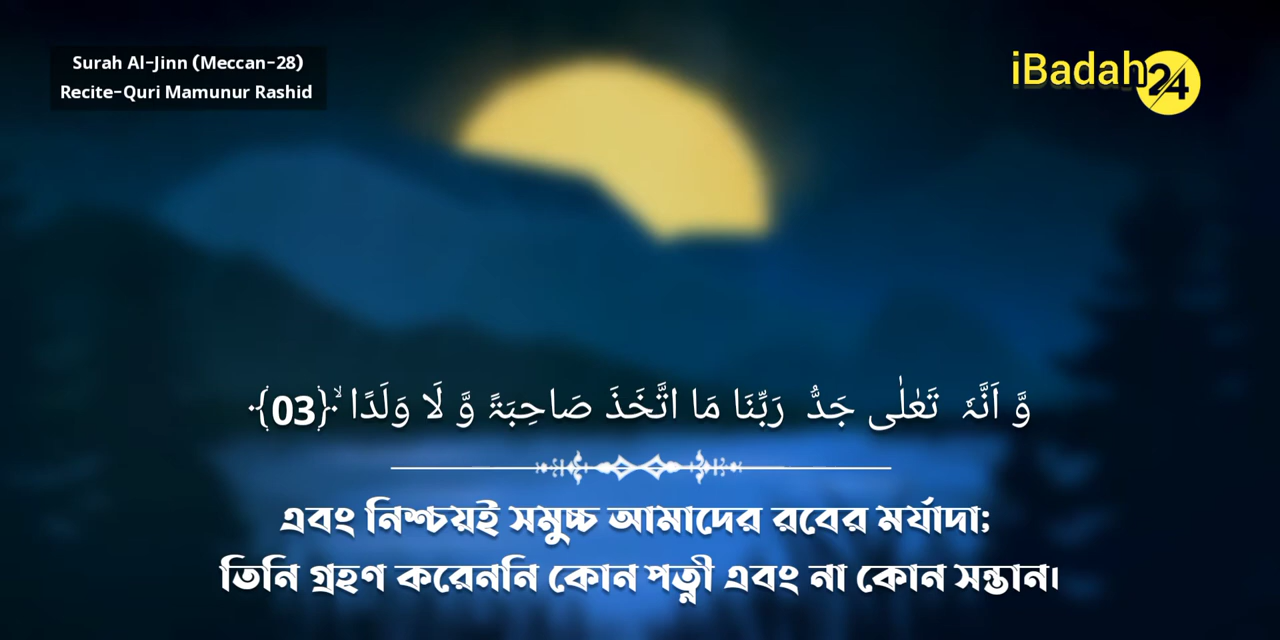 Surah Al-Jinn (Meccan-28)
Recite-Quri Mamunur Rashid
iBadah24
وَّ اَنَّہٗ تَعٰلٰی جَدُّ رَبِّنَا مَا اتَّخَذَ صَاحِبَۃً وَّ لَا وَلَدًا ۙ{03}
এবং নিশ্চয়ই সমুচ্চ আমাদের রবের মর্যাদা;
তিনি গ্রহণ করেননি কোন পত্নী এবং না কোন সন্তান।